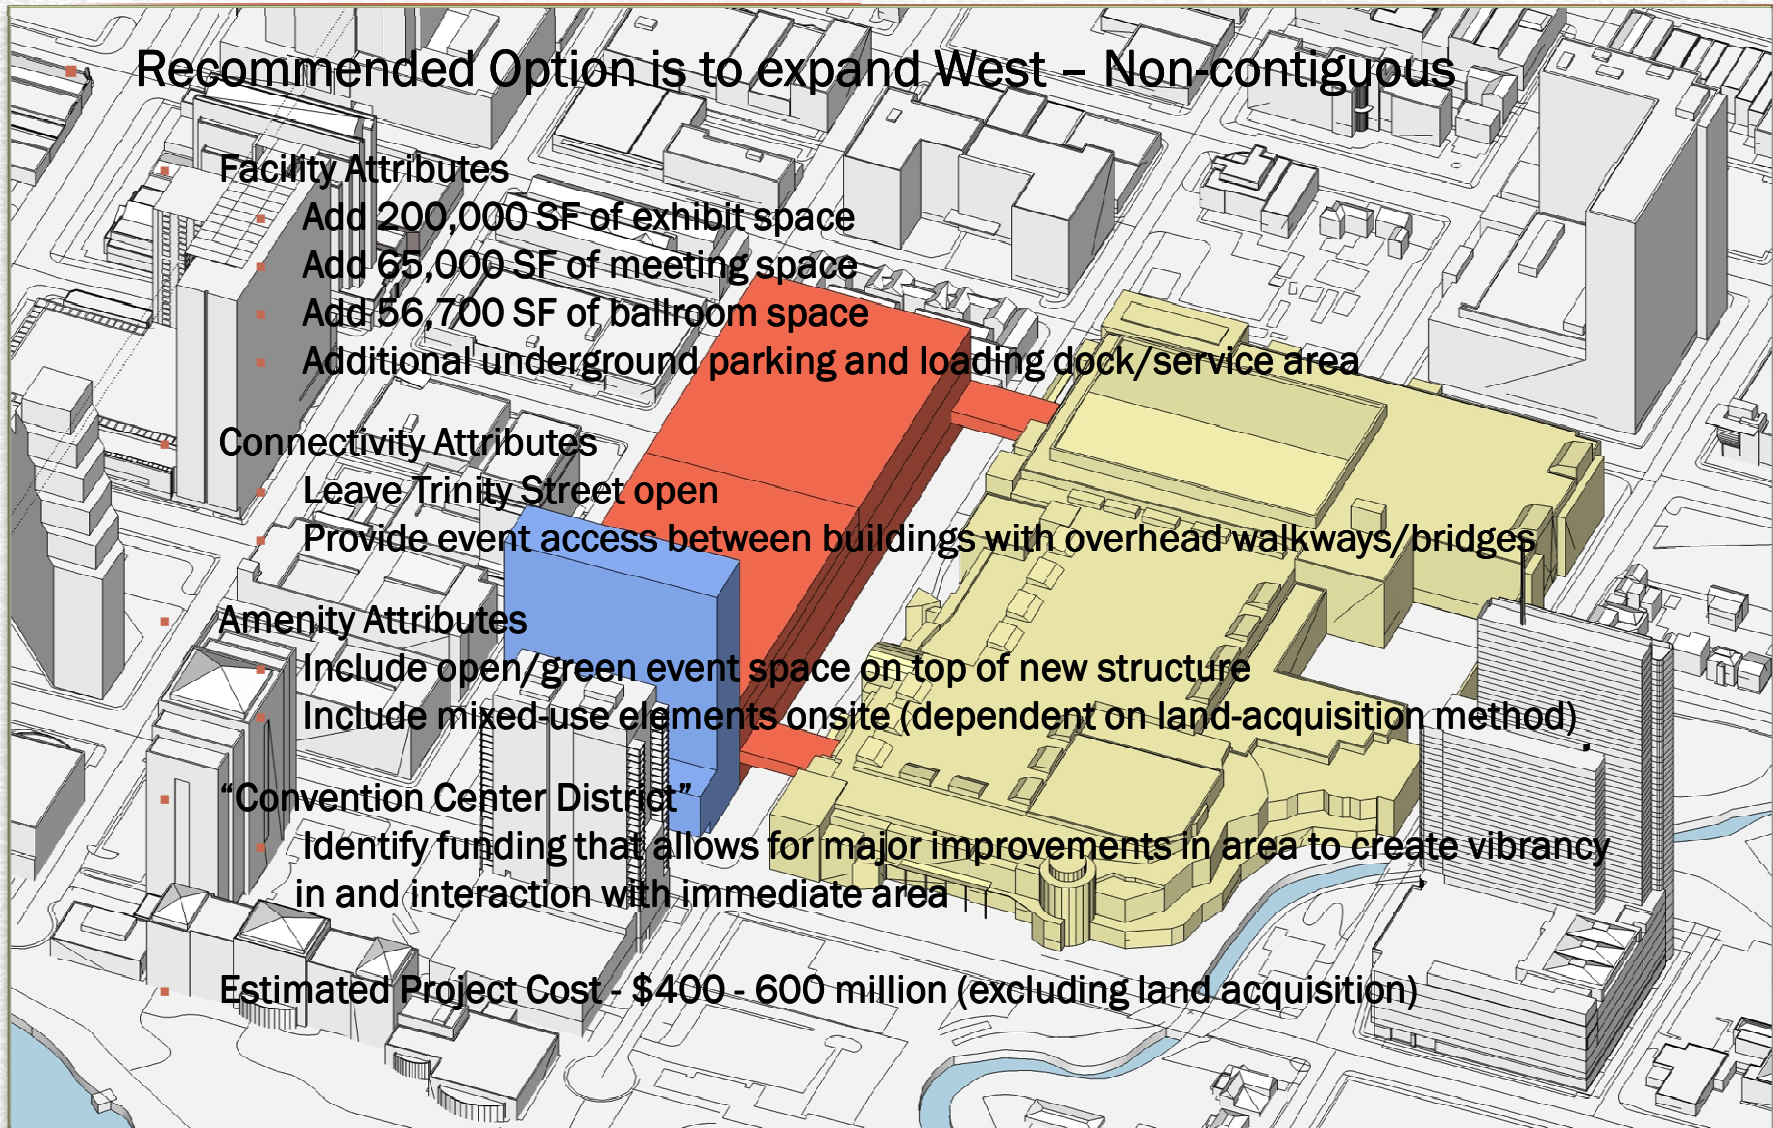 Recommended Option is to expand West – Non-contiguous
Facility Attributes
Add 200,000 SF of exhibit space
Add 65,000 SF of meeting space
Add 56,700 SF of ballroom space
Additional underground parking and loading dock/service area
Connectivity Attributes
Leave Trinity Street open
Provide event access between buildings with overhead walkways/bridges
Amenity Attributes
Include open/green event space on top of new structure
Include mixed-use elements onsite (dependent on land-acquisition method)
“Convention Center District”
Identify funding that allows for major improvements in area to create vibrancy
in and interaction with immediate area
Estimated Project Cost - $400 - 600 million (excluding land acquisition)